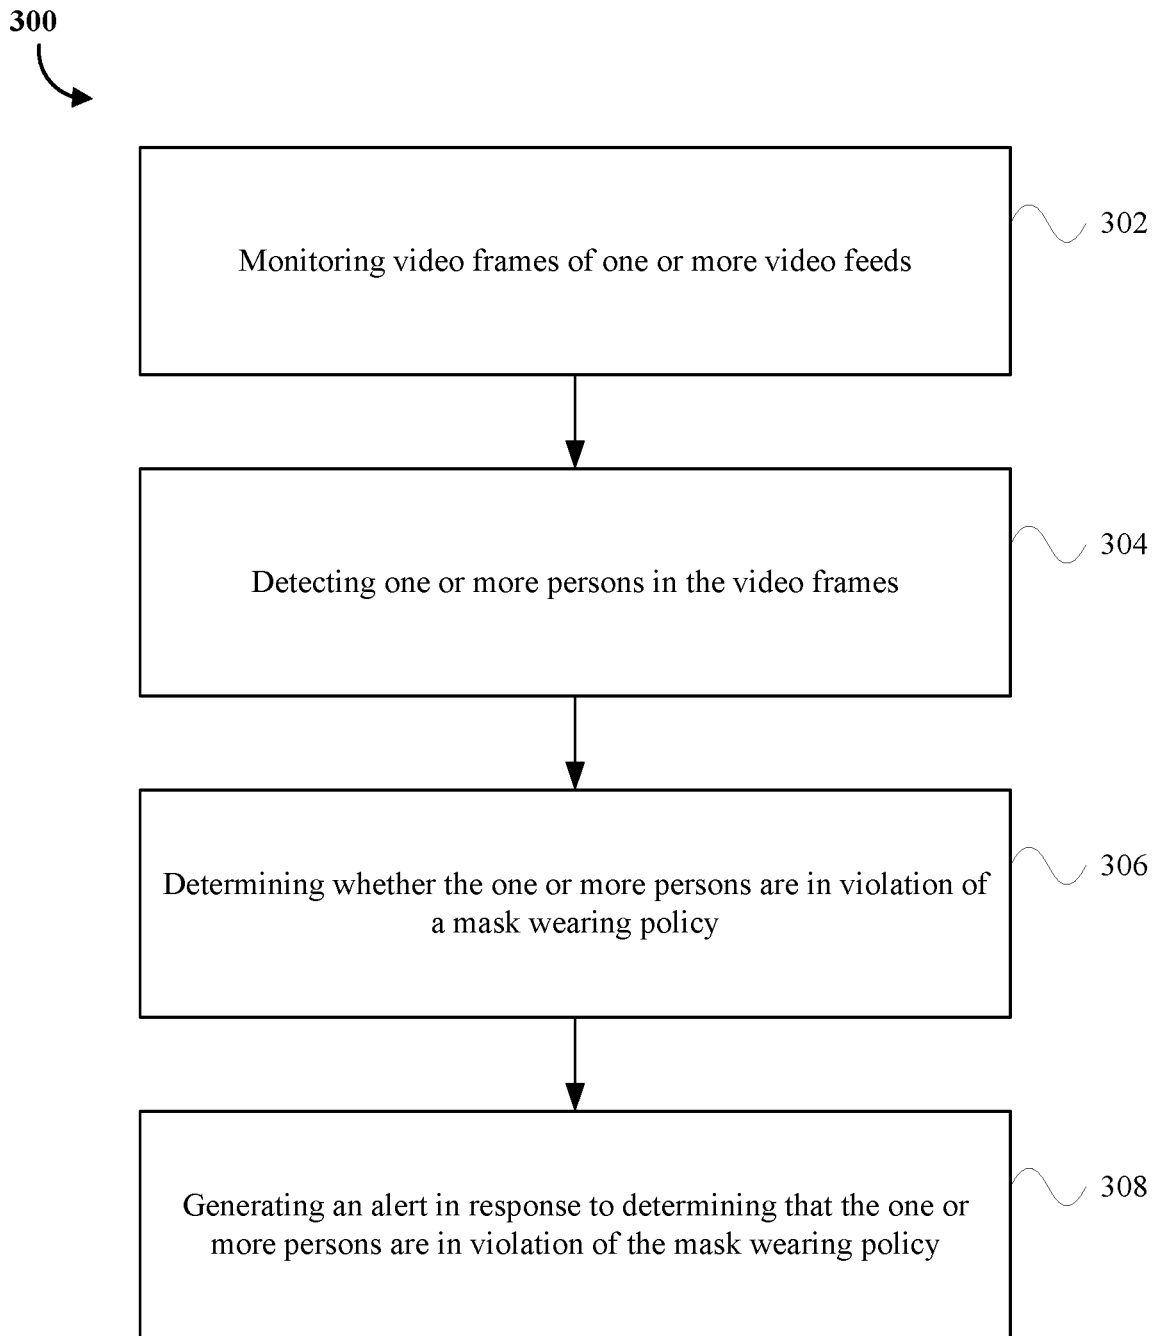 300
Monitoring video frames of one or more video feeds
302
Detecting one or more persons in the video frames
304
Determining whether the one or more persons are in violation of
a mask wearing policy
306
Generating an alert in response to determining that the one or
more persons are in violation of the mask wearing policy
308